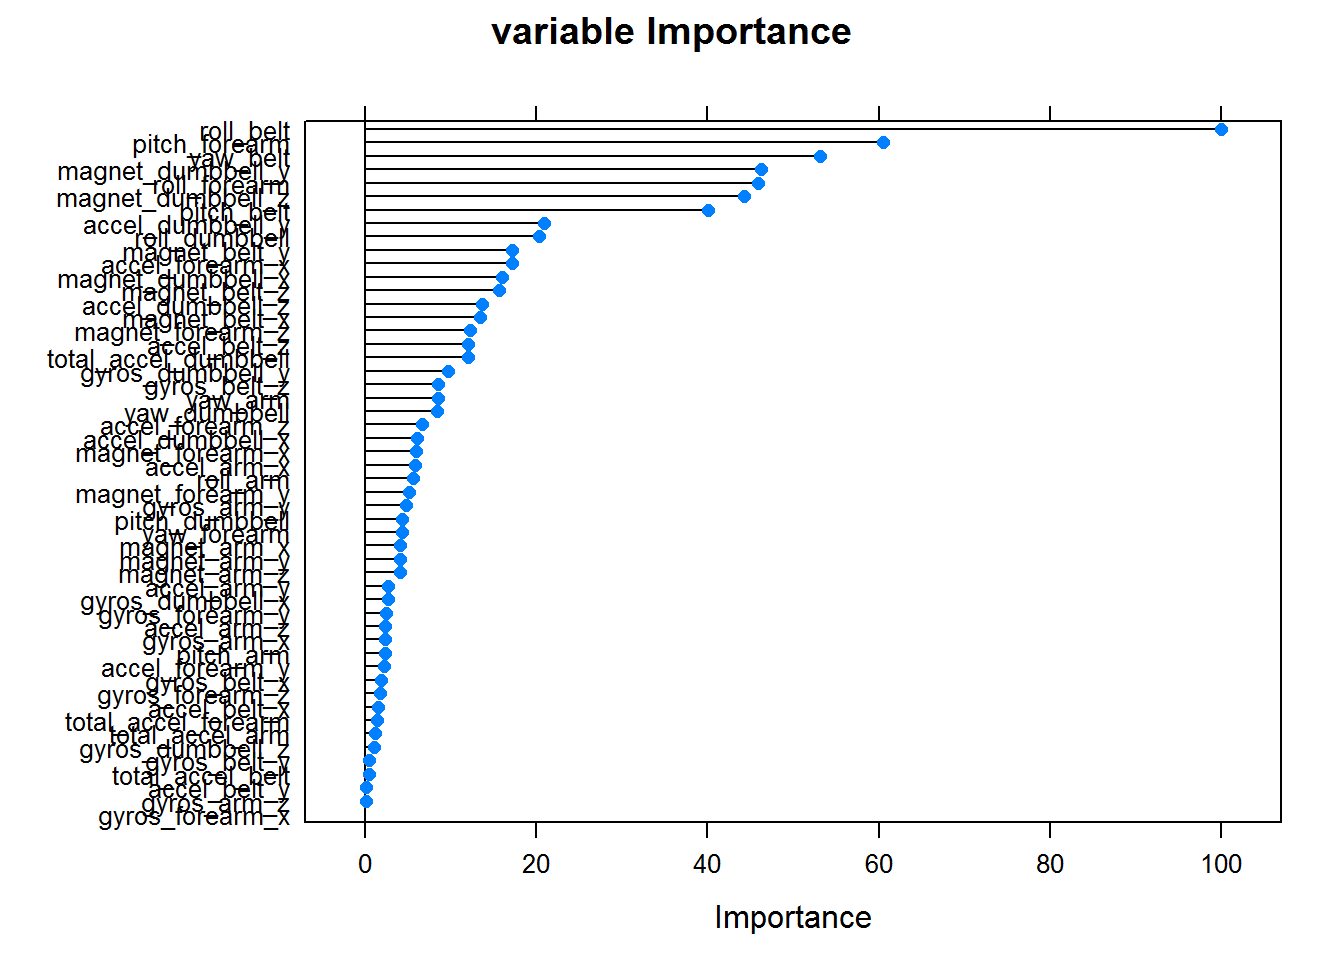 variable Importance
roll_belt
pitch_forearm
yaw_belt
magnet_dumbbell_y
roll_forearm
magnet_dumbbell_z
pitch_belt
accel_dumbbell_y
roll_dumbbell
magnet_belt_y
accel_forearm_x
magnet_dumbbell_x
magnet_belt_z
accel_dumbbell_z
magnet_belt_x
magnet_forearm_z
accel_belt_z
total_accel_dumbbell
gyros_dumbbell_y
gyros_belt_z
yaw_arm
yaw_dumbbell
accel_forearm_z
accel_dumbbell_x
magnet_forearm_x
accel_arm_x
roll_arm
magnet_forearm_y
gyros_arm_y
pitch_dumbbell
yaw_forearm
magnet_arm_x
magnet_arm_y
magnet_arm_z
accel_arm_y
gyros_dumbbell_x
gyros_forearm_y
accel_arm_z
gyros_arm_x
pitch_arm
accel_forearm_y
gyros_belt_x
gyros_forearm_z
accel_belt_x
total_accel_forearm
total_accel_arm
gyros_dumbbell_z
gyros_belt_y
total_accel_belt
accel_belt_y
gyros_arm_z
gyros_forearm_x
0 20 40 60 80 100
Importance